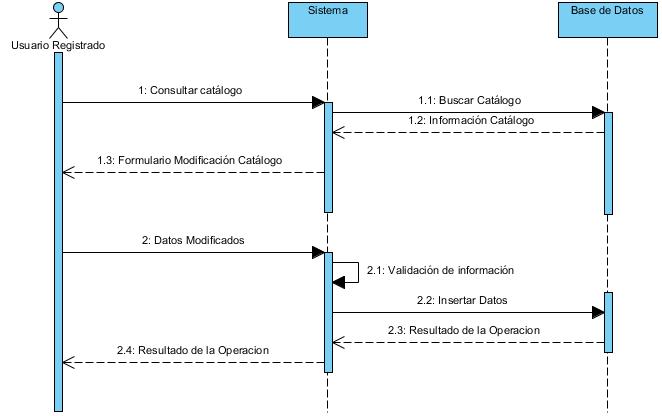 Sistema
Base de Datos
Usuario Registrado
1: Consultar catálogo
1.1: Buscar Catálogo
1.2: Información Catálogo
1.3: Formulario Modificación Catálogo
2: Datos Modificados
2.1: Validación de información
2.2: Insertar Datos
2.3: Resultado de la Operacion
2.4: Resultado de la Operacion